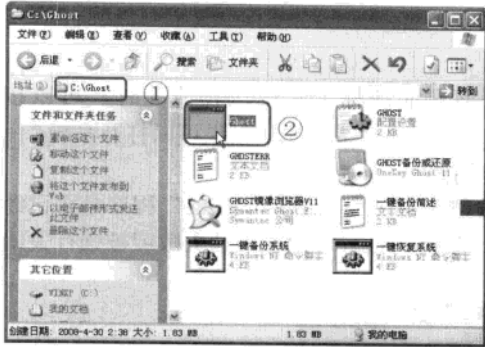 C:\Ghost
文件(F) 编辑(E) 查看(V) 收藏(A) 工具(T) 帮助(H)
后退 搜索 文件夹
地址(D) C:\Ghost ① 转到
文件和文件夹任务
重命名这个文件
移动这个文件
复制这个文件
将这个文件发布到
Web
以电子邮件形式发送
此文件
删除这个文件
其它位置
WINXP (C:)
我的文档
Ghost ②
GHOST
配置设置
2 KB
GHOSTERR
文本文档
2 KB
GHOST备份或还原
OneKey Ghost
GHOST镜像浏览器V11
Symantec Ghost E...
Symantec 公司
一键备份简述
文本文档
2 KB
一键备份系统
Windows NT 命令脚本
4 KB
一键恢复系统
Windows NT 命令脚本
4 KB
创建日期: 2008-4-30 2:38 大小: 1.83 MB 1.83 MB 我的电脑